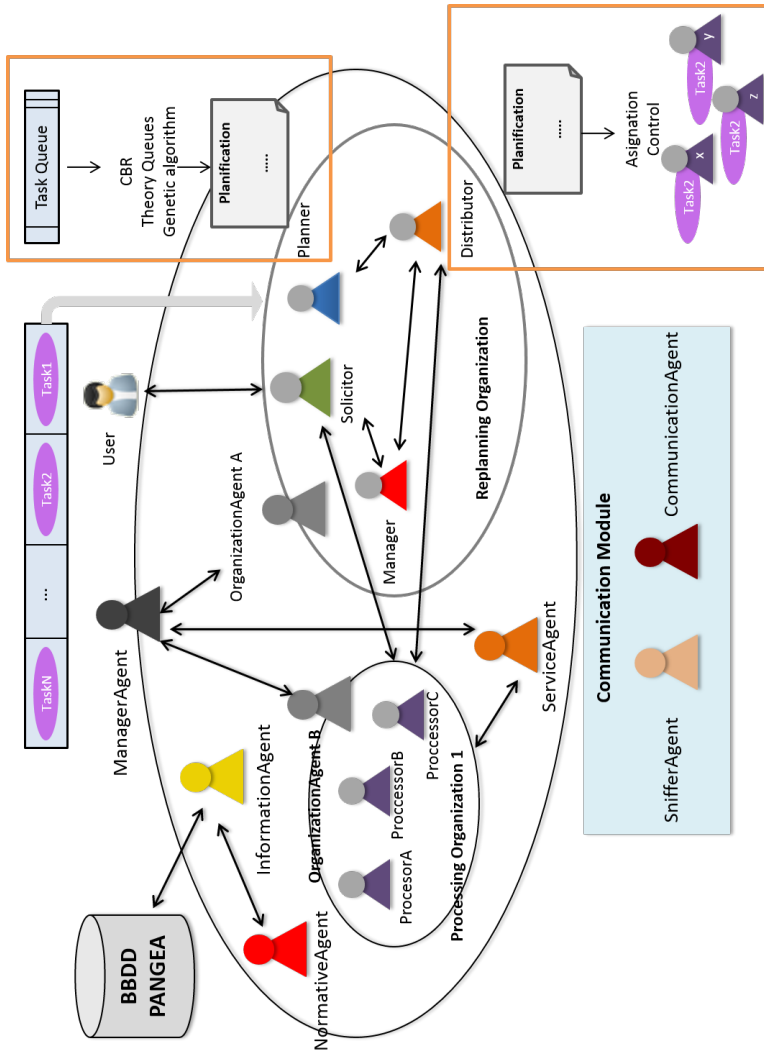 TaskN
...
Task2
Task1
Task Queue
CBR
Theory Queues
Genetic algorithm
Planification
.....
BBDD
PANGEA
ManagerAgent
User
InformationAgent
OrganizationAgent A
NormativeAgent
OrganizationAgent B
Planner
Solicitor
Manager
Distributor
Replanning Organization
ProcesorA
ProccessorB
ProccessorC
Processing Organization 1
ServiceAgent
Planification
.....
Asignation
Control
Task2
x
Task2
y
Task2
z
Communication Module
SnifferAgent
CommunicationAgent